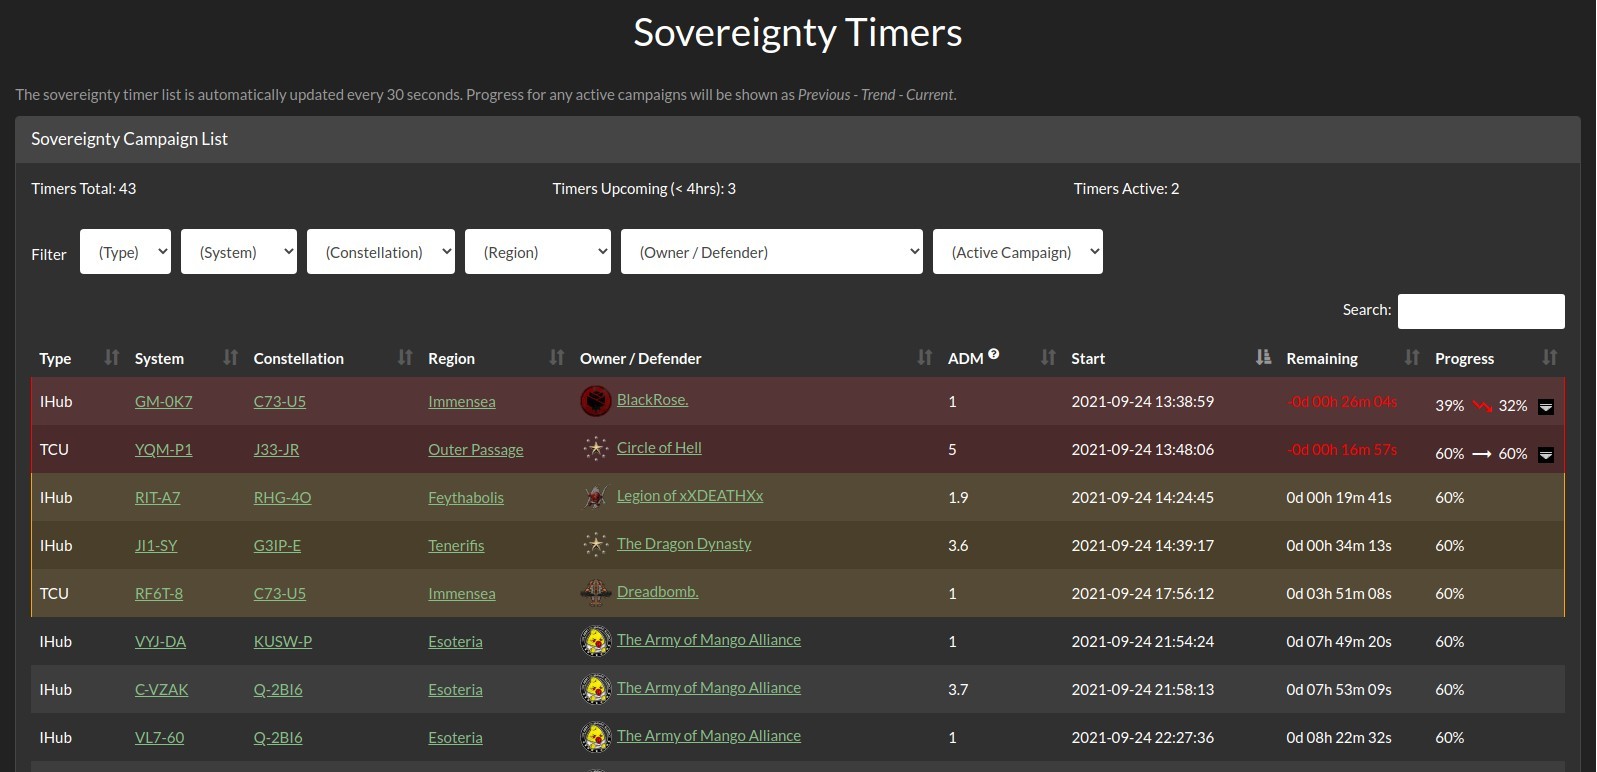 Sovereignty Timers
The sovereignty timer list is automatically updated every 30 seconds. Progress for any active campaigns will be shown as Previous - Trend - Current.
Sovereignty Campaign List
Timers Total: 43 Timers Upcoming (< 4hrs): 3 Timers Active: 2
Filter (Type) (System) (Constellation) (Region) (Owner / Defender) (Active Campaign)
Search:
Type System Constellation Region Owner / Defender ADM ? Start Remaining Progress
IHub GM-0K7 C73-U5 Immensea BlackRose. 1 2021-09-24 13:38:59 -0d 00h 26m 04s 39% 32%
TCU YQM-P1 J33-JR Outer Passage Circle of Hell 5 2021-09-24 13:48:06 -0d 00h 16m 57s 60% → 60%
IHub RIT-A7 RHG-4O Feythabolis Legion of xXDEATHXx 1.9 2021-09-24 14:24:45 0d 00h 19m 41s 60%
IHub JI1-SY G3IP-E Tenerifis The Dragon Dynasty 3.6 2021-09-24 14:39:17 0d 00h 34m 13s 60%
TCU RF6T-8 C73-U5 Immensea Dreadbomb. 1 2021-09-24 17:56:12 0d 03h 51m 08s 60%
IHub VYJ-DA KUSW-P Esoteria The Army of Mango Alliance 1 2021-09-24 21:54:24 0d 07h 49m 20s 60%
IHub C-VZAK Q-2BI6 Esoteria The Army of Mango Alliance 3.7 2021-09-24 21:58:13 0d 07h 53m 09s 60%
IHub VL7-60 Q-2BI6 Esoteria The Army of Mango Alliance 1 2021-09-24 22:27:36 0d 08h 22m 32s 60%